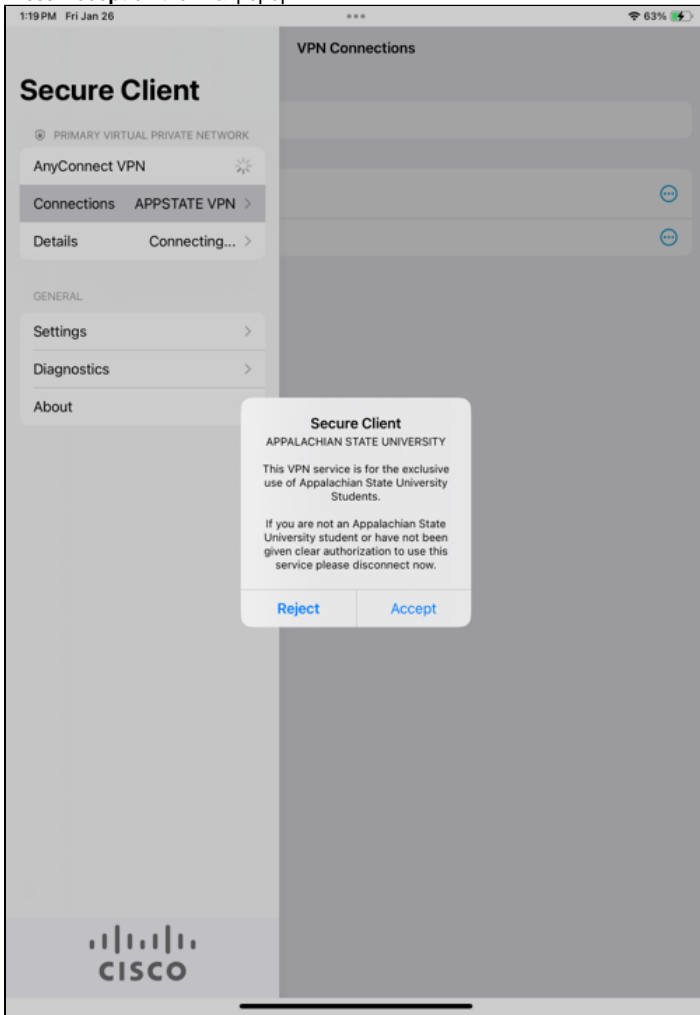 1:19 PM Fri Jan 26
63%
VPN Connections
Secure Client
PRIMARY VIRTUAL PRIVATE NETWORK
AnyConnect VPN
Connections APPSTATE VPN
Details Connecting...
GENERAL
Settings
Diagnostics
About
Secure Client
APPALACHIAN STATE UNIVERSITY
This VPN service is for the exclusive
use of Appalachian State University
Students.
If you are not an Appalachian State
University student or have not been
given clear authorization to use this
service please disconnect now.
Reject Accept
CISCO